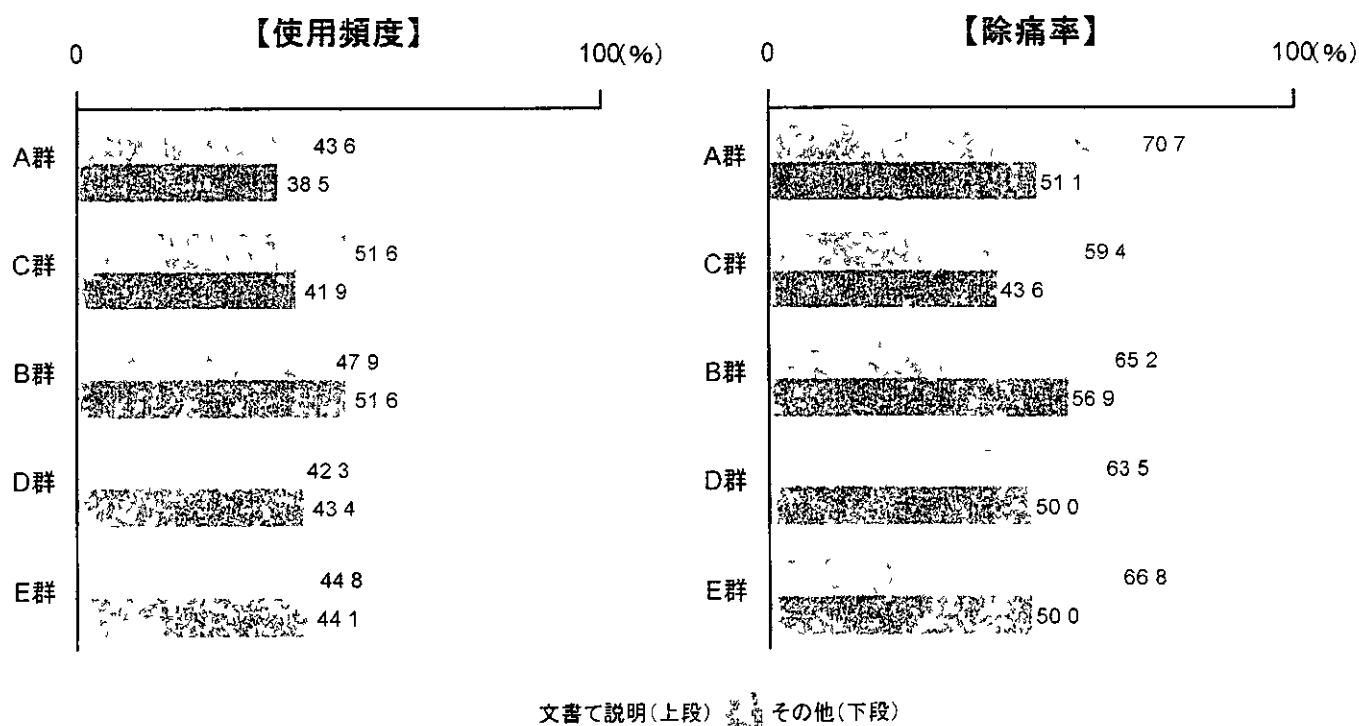 【使用頻度】
0 100(%)
A群 43 6
38 5
C群 51 6
41 9
B群 47 9
51 6
D群 42 3
43 4
E群 44 8
44 1
【除痛率】
0 100(%)
A群 70 7
51 1
C群 59 4
43 6
B群 65 2
56 9
D群 63 5
50 0
E群 66 8
50 0
文書て説明(上段) その他(下段)